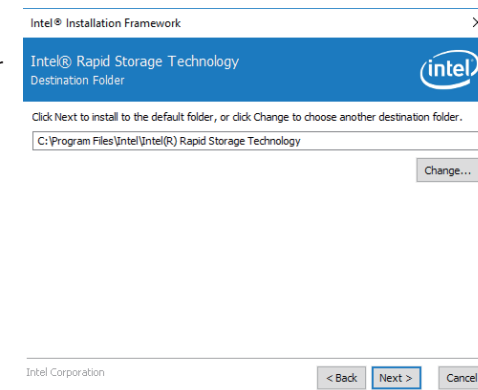 Intel® Installation Framework
Intel® Rapid Storage Technology
Destination Folder
intel
Click Next to install to the default folder, or click Change to choose another destination folder.
C:\Program Files\Intel\Intel(R) Rapid Storage Technology
Change...
Intel Corporation
< Back Next > Cancel